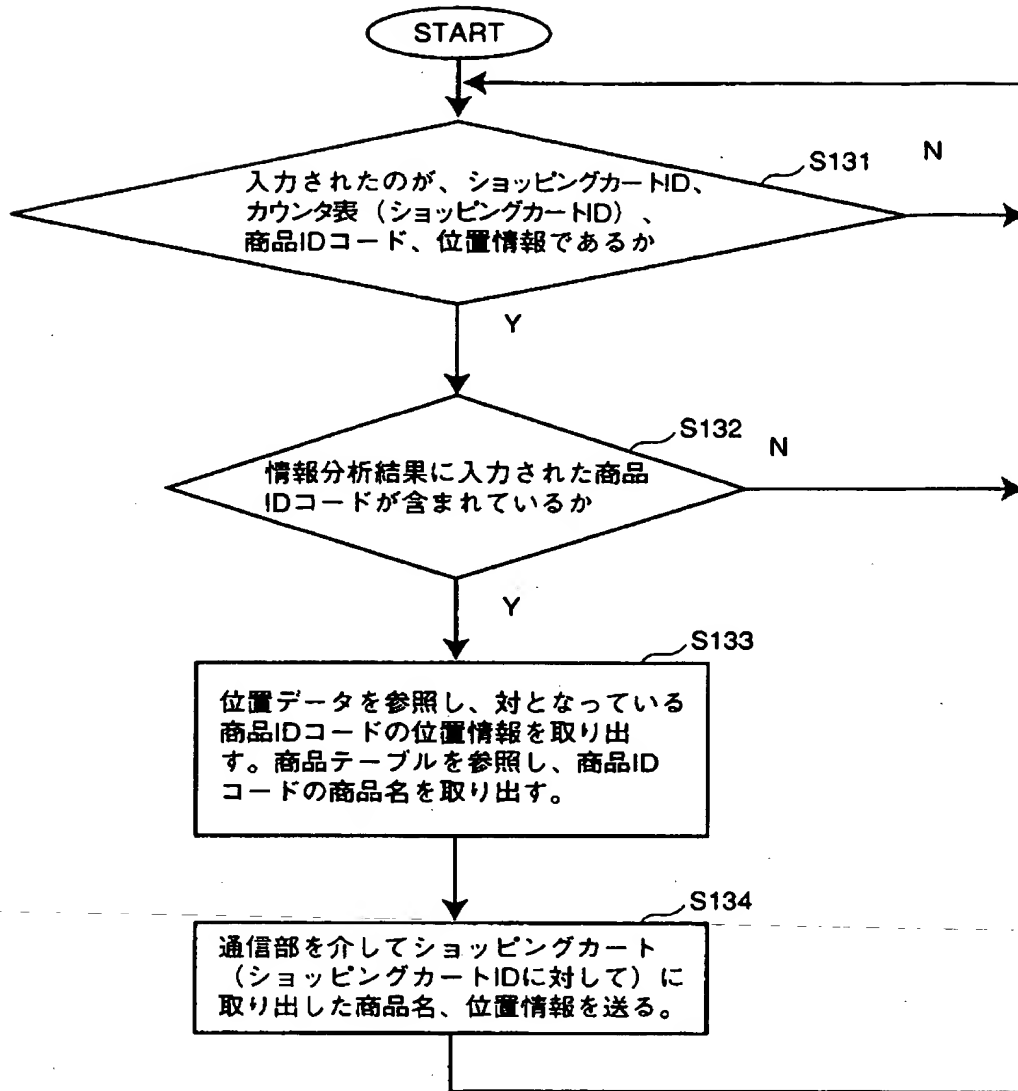 START
S131
N
入力されたのが、ショッピングカートID、
カウンタ表（ショッピングカートID）、
商品IDコード、位置情報であるか
Y
S132
N
情報分析結果に入力された商品
IDコードが含まれているか
Y
S133
位置データを参照し、対となっている
商品IDコードの位置情報を取り出
す。商品テーブルを参照し、商品ID
コードの商品名を取り出す。
S134
通信部を介してショッピングカート
（ショッピングカートIDに対して）に
取り出した商品名、位置情報を送る。